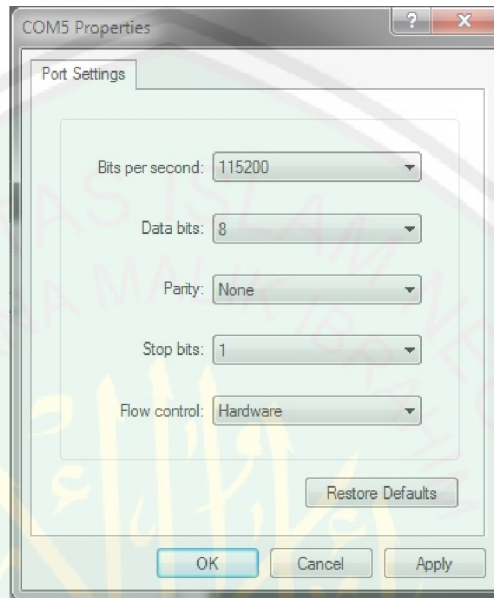 COM5 Properties
Port Settings
Bits per second: 115200
Data bits: 8
Parity: None
Stop bits: 1
Flow control: Hardware
Restore Defaults
OK Cancel Apply